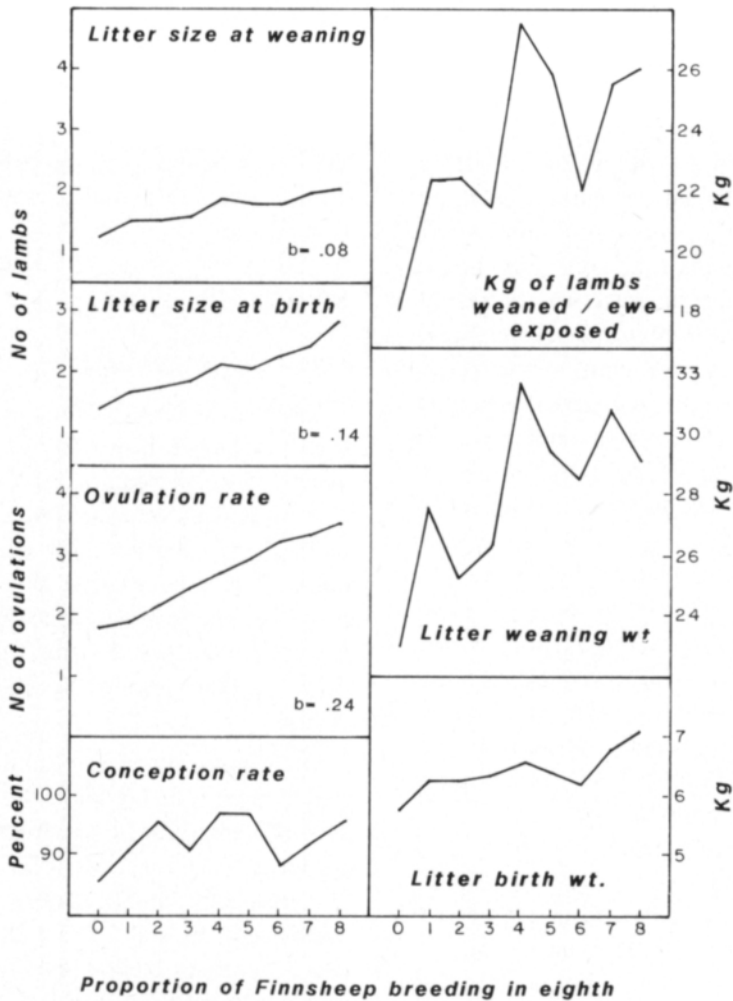 Litter size at weaning
4
3
2
1
b= .08
No of lambs
Litter size at birth
3
2
1
b= .14
Ovulation rate
4
3
2
1
b= .24
No of ovulations
Conception rate
100
90
Percent
0 1 2 3 4 5 6 7 8
26
24
22
20
18
Kg
Kg of lambs
weaned / ewe
exposed
33
30
28
26
24
Kg
Litter weaning wt
7
6
5
Kg
Litter birth wt.
0 1 2 3 4 5 6 7 8
Proportion of Finnsheep breeding in eighth